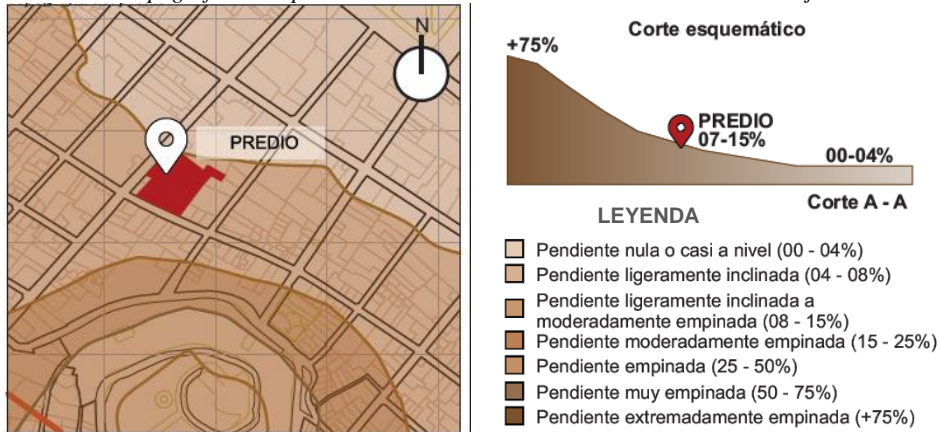 N
PREDIO
Corte esquemático
+75%
PREDIO
07-15%
00-04%
Corte A - A
LEYENDA
Pendiente nula o casi a nivel (00 - 04%)
Pendiente ligeramente inclinada (04 - 08%)
Pendiente ligeramente inclinada a
moderadamente empinada (08 - 15%)
Pendiente moderadamente empinada (15 - 25%)
Pendiente empinada (25 - 50%)
Pendiente muy empinada (50 - 75%)
Pendiente extremadamente empinada (+75%)